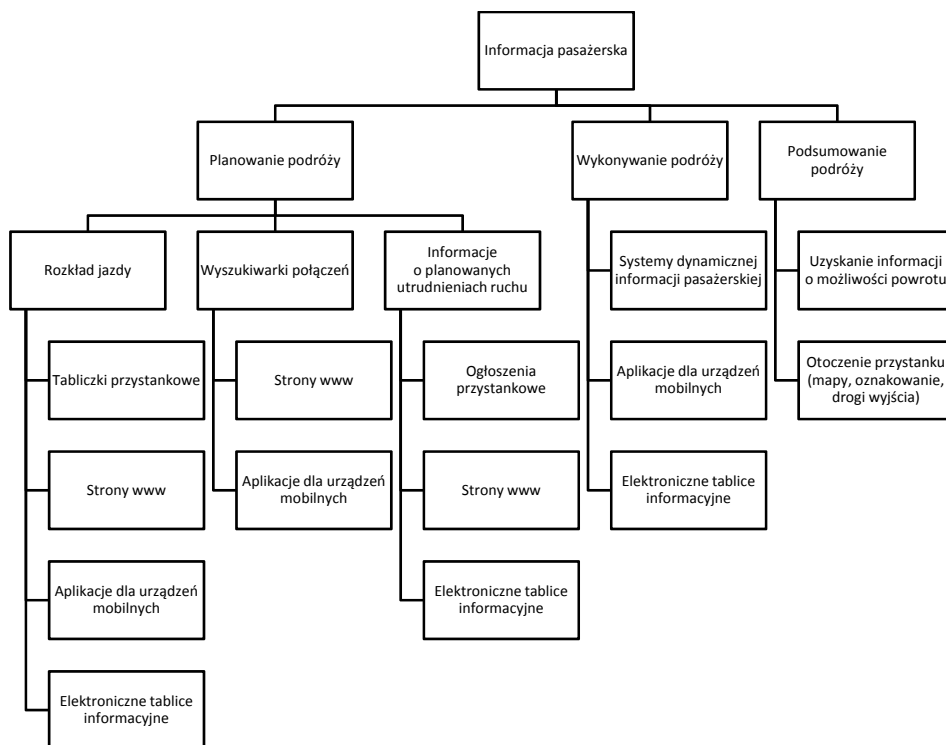 Informacja pasażerska
Planowanie podróży
Wykonywanie podróży
Podsumowanie
podróży
Rozkład jazdy
Wyszukiwarki połączeń
Informacje
o planowanych
utrudnieniach ruchu
Systemy dynamicznej
informacji pasażerskiej
Uzyskanie informacji
o możliwości powrotu
Tabliczki przystankowe
Strony www
Ogłoszenia
przystankowe
Aplikacje dla urządzeń
mobilnych
Otoczenie przystanku
(mapy, oznakowanie,
drogi wyjścia)
Strony www
Aplikacje dla urządzeń
mobilnych
Strony www
Elektroniczne tablice
informacyjne
Aplikacje dla urządzeń
mobilnych
Elektroniczne tablice
informacyjne
Elektroniczne tablice
informacyjne